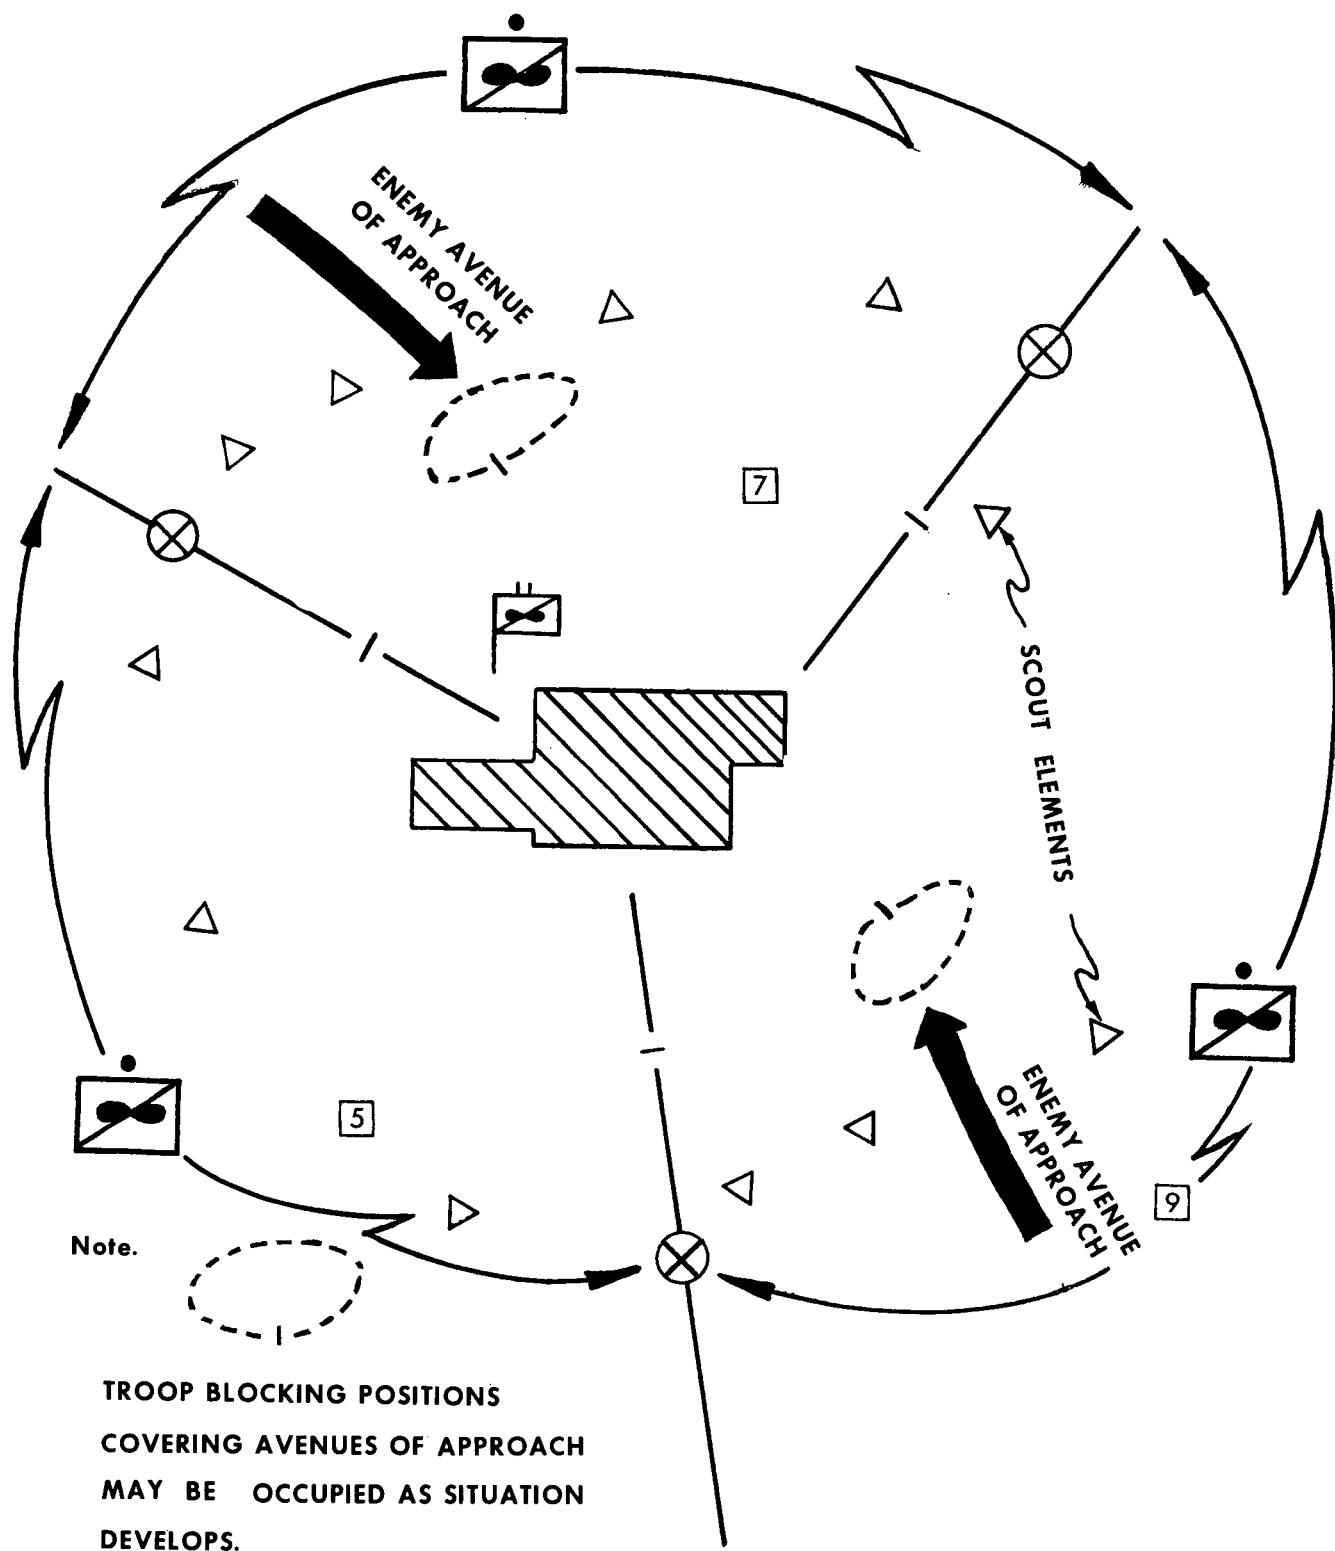 ENEMY AVENUE
OF APPROACH
7
SCOUT ELEMENTS
5
ENEMY AVENUE
OF APPROACH
9
Note.
TROOP BLOCKING POSITIONS
COVERING AVENUES OF APPROACH
MAY BE OCCUPIED AS SITUATION
DEVELOPS.